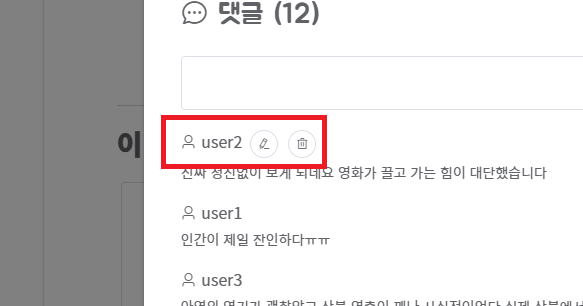 댓글 (12)
이
user2
진짜 정신없이 보게 되네요 영화가 끌고 가는 힘이 대단했습니다
user1
인간이 제일 잔인하다ㅠㅠ
user3